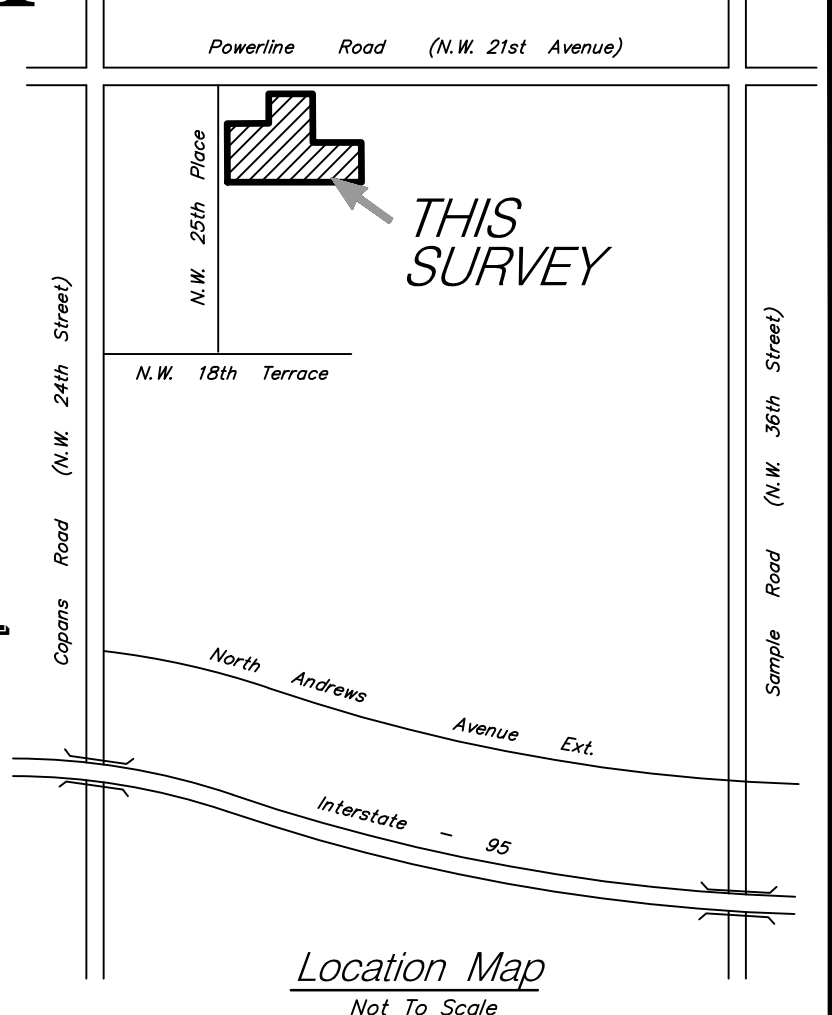 Powerline Road (N.W. 21st Avenue)
N.W. 25th Place
THIS
SURVEY
N.W. 18th Terrace
Copans Road (N.W. 24th Street)
Sample Road (N.W. 36th Street)
North Andrews Avenue Ext.
Interstate - 95
Location Map
Not To Scale